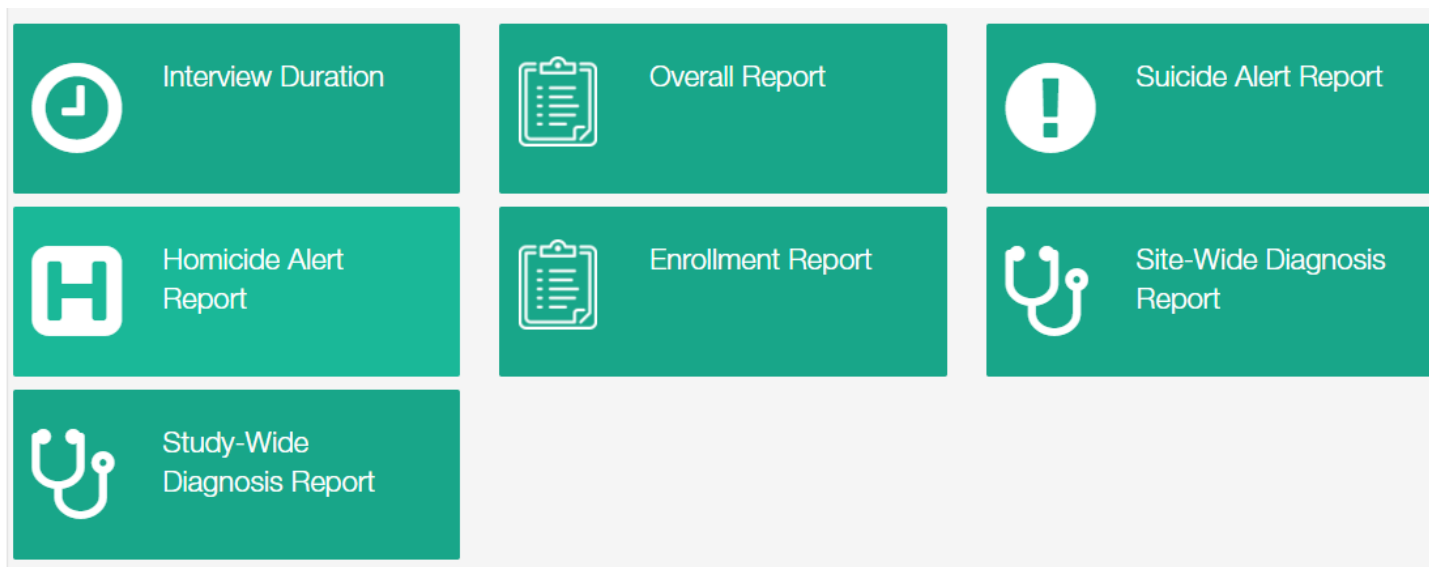 Interview Duration
Overall Report
Suicide Alert Report
H
Homicide Alert
Report
Enrollment Report
Site-Wide Diagnosis
Report
Study-Wide
Diagnosis Report